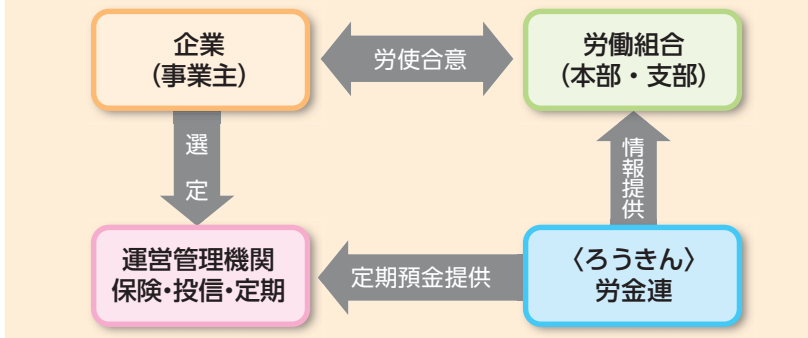 企業
（事業主）
労使合意
労働組合
（本部・支部）
選定
情報提供
運営管理機関
保険・投信・定期
定期預金提供
〈ろうきん〉
労金連